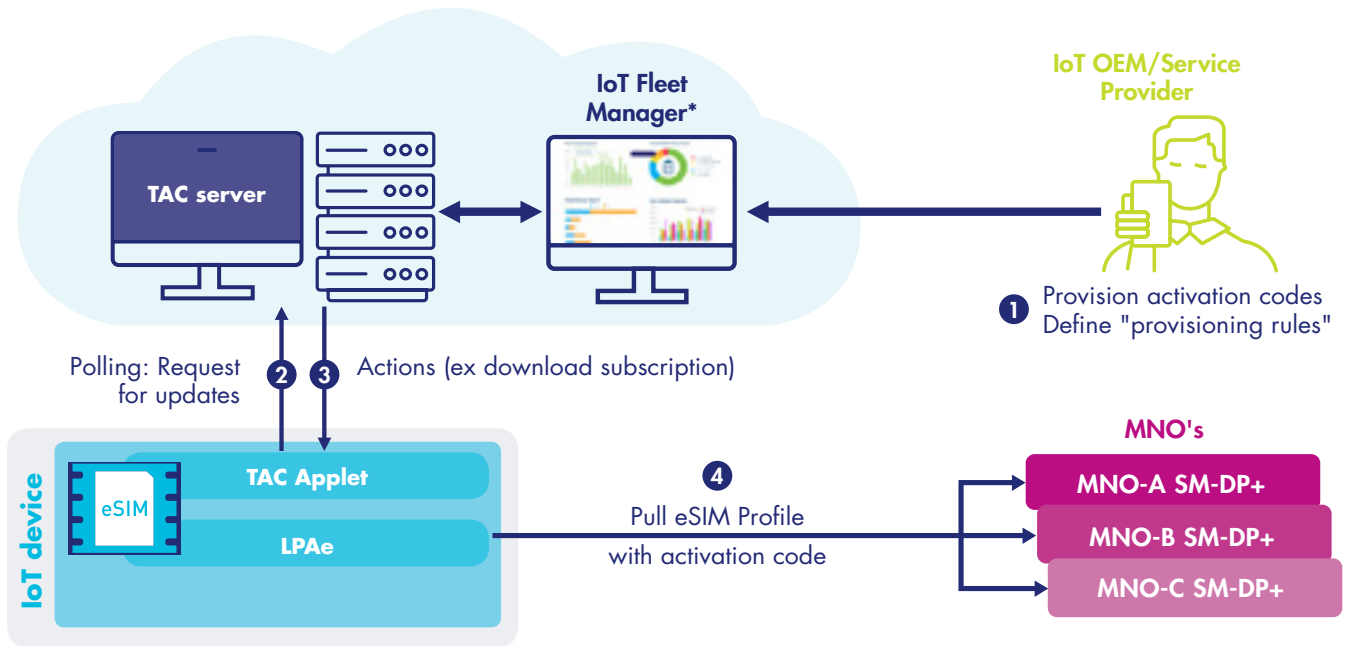 IoT Fleet
Manager*
IoT OEM/Service
Provider
TAC server
1 Provision activation codes
Define "provisioning rules"
Polling: Request
for updates
2
3
Actions (ex download subscription)
IoT device
eSIM
TAC Applet
LPAe
4
Pull eSIM Profile
with activation code
MNO's
MNO-A SM-DP+
MNO-B SM-DP+
MNO-C SM-DP+